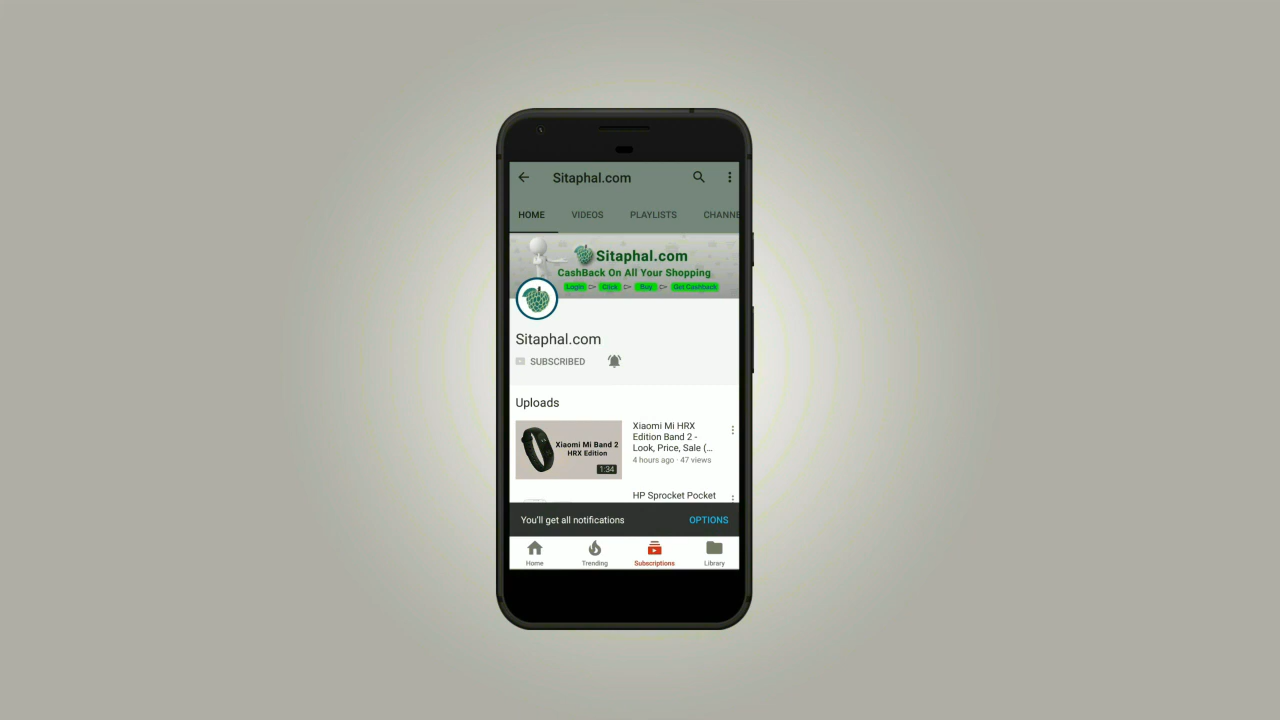 Sitaphal.com
HOME VIDEOS PLAYLISTS CHANNE
Sitaphal.com
CashBack On All Your Shopping
Login Click Buy Get Cashback
Sitaphal.com
SUBSCRIBED
Uploads
Xiaomi Mi Band 2
HRX Edition
1:34
Xiaomi Mi HRX
Edition Band 2 -
Look, Price, Sale (...
4 hours ago · 47 views
HP Sprocket Pocket
You'll get all notifications OPTIONS
Home Trending Subscriptions Library